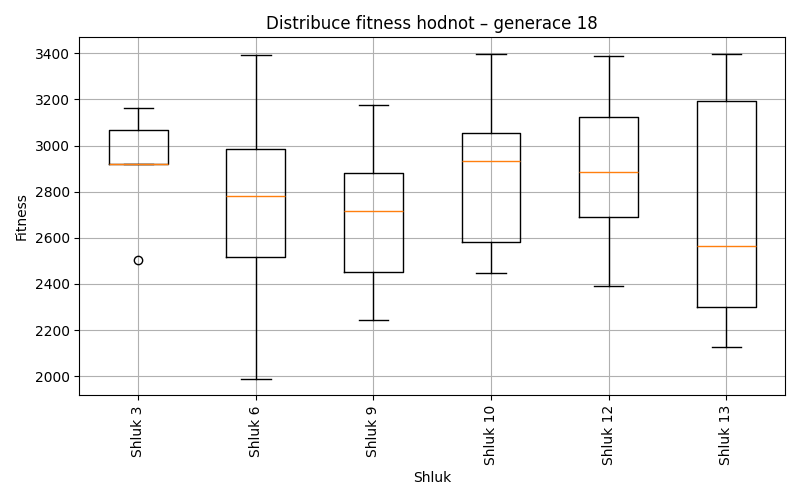 Distribuce fitness hodnot – generace 18
Fitness
3400
3200
3000
2800
2600
2400
2200
2000
Shluk 3
Shluk 6
Shluk 9
Shluk 10
Shluk 12
Shluk 13
Shluk